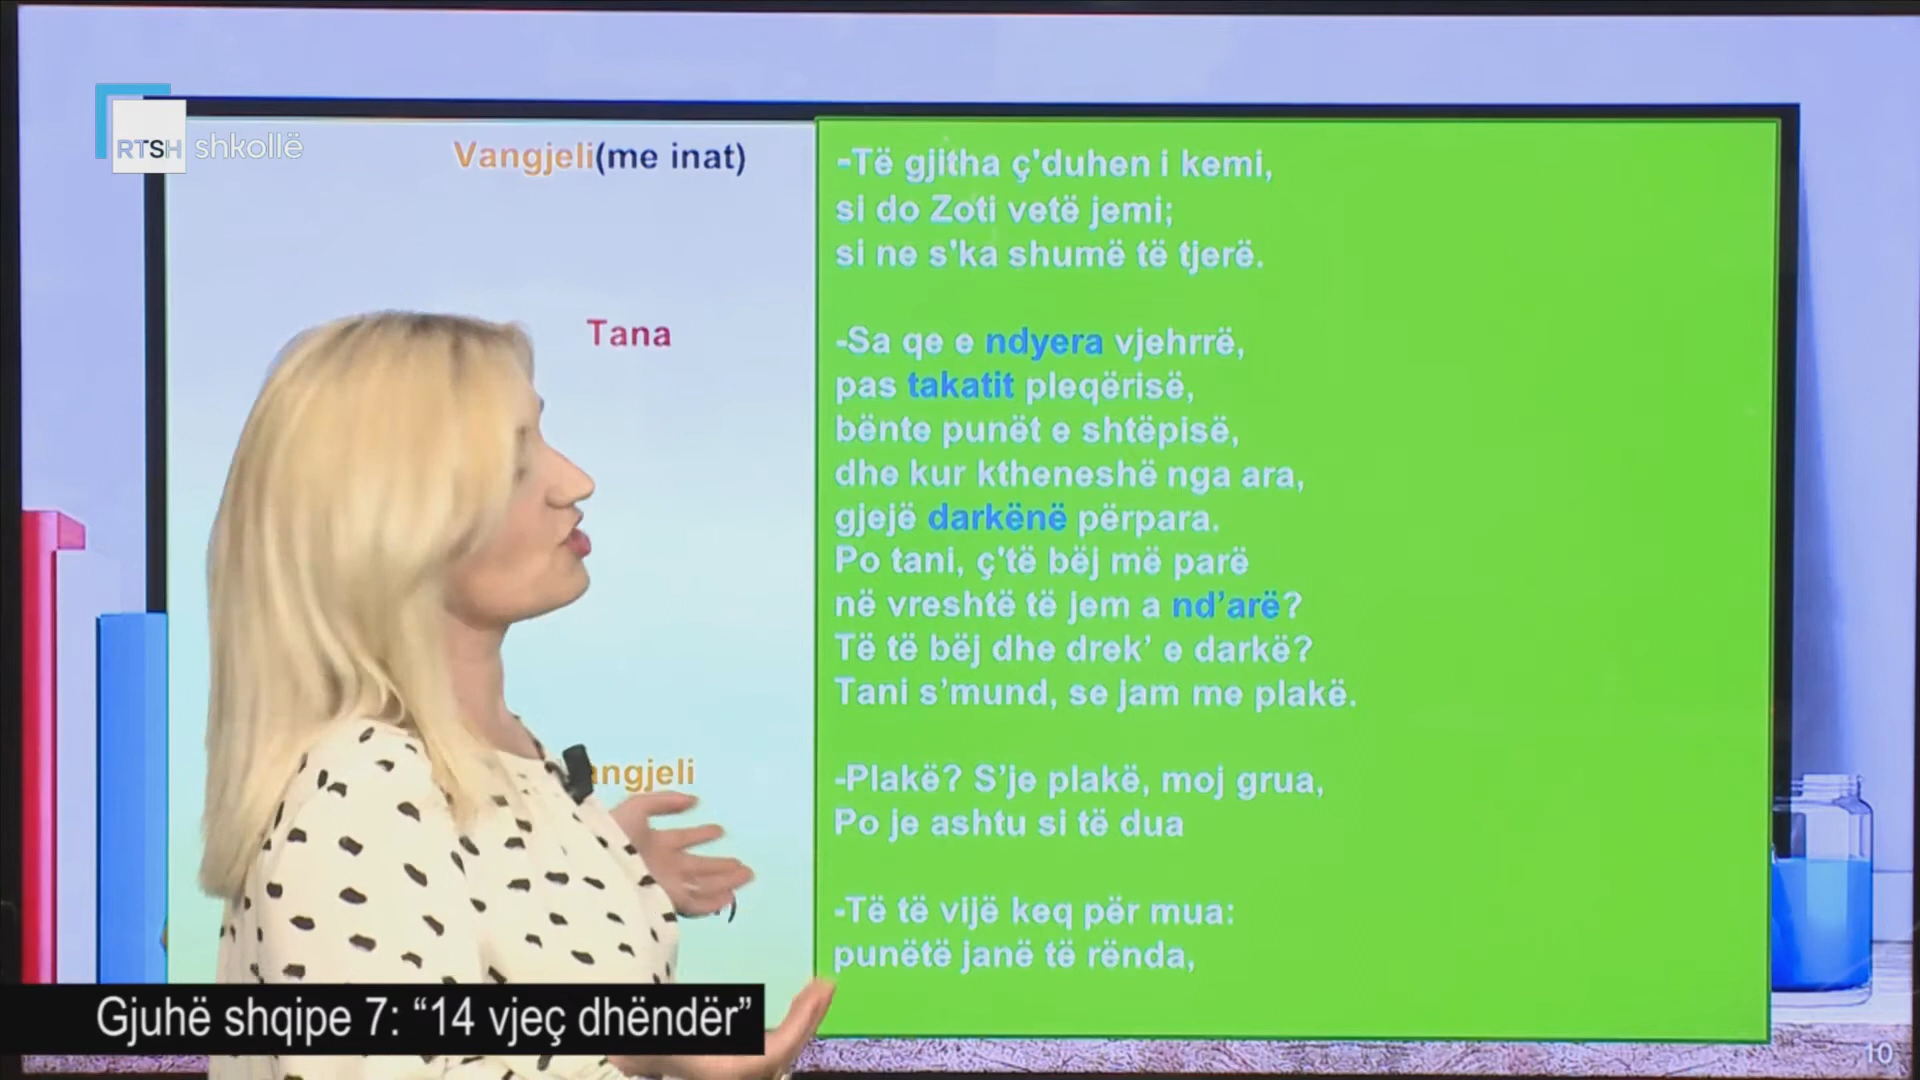 RTSH shkollë
Vangjeli(me inat)
-Të gjitha ç'duhen i kemi,
si do Zoti vetë jemi;
si ne s'ka shumë të tjerë.
Tana
-Sa qe e ndyera vjehrrë,
pas takatit pleqërisë,
bënte punët e shtëpisë,
dhe kur ktheneshë nga ara,
gjejë darkënë përpara.
Po tani, ç'të bëj më parë
në vreshtë të jem a nd’arë?
Të të bëj dhe drek’ e darkë?
Tani s’mund, se jam me plakë.
angjeli
-Plakë? S’je plakë, moj grua,
Po je ashtu si të dua
-Të të vijë keq për mua:
punëtë janë të rënda,
Gjuhë shqipe 7: “14 vjeç dhëndër”
10